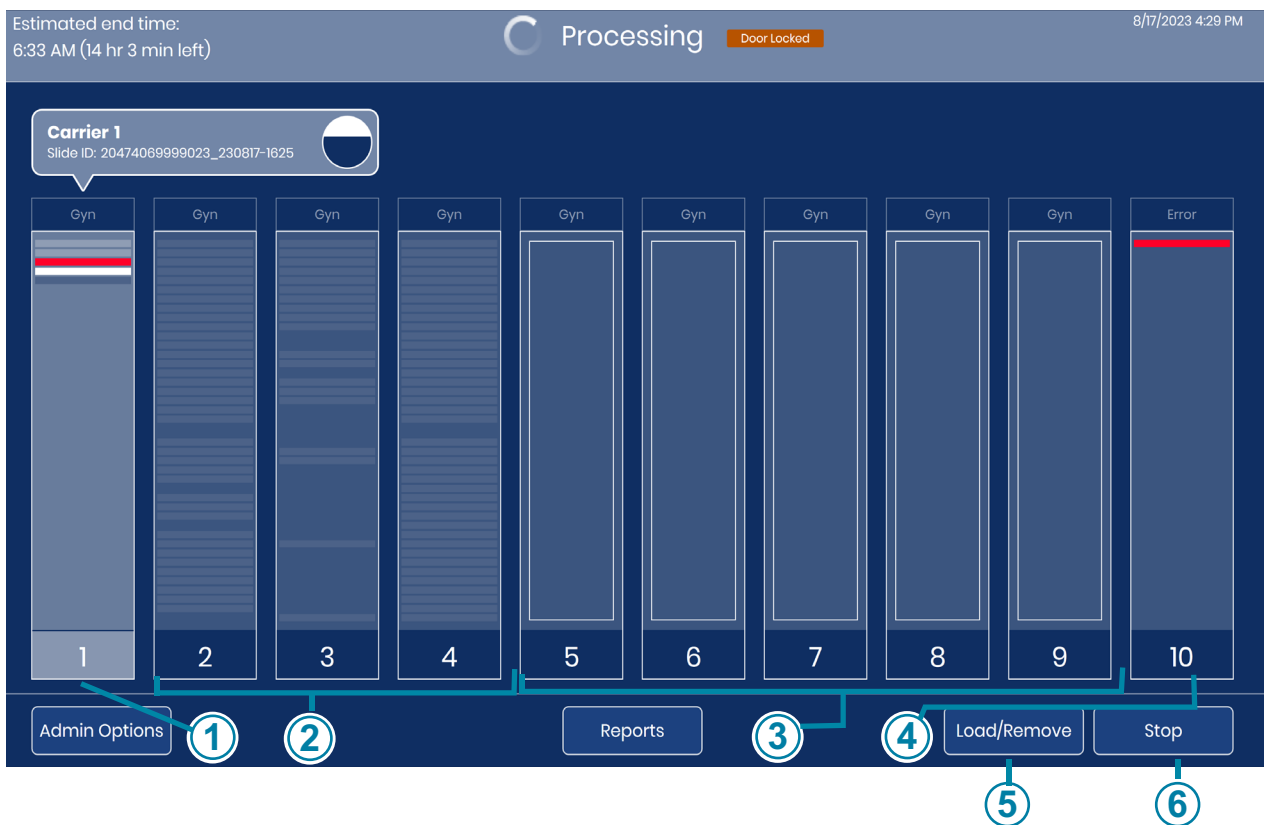 Estimated end time:
6:33 AM (14 hr 3 min left)
Processing
Door Locked
8/17/2023 4:29 PM
Carrier 1
Slide ID: 20474069999023_230817-1625
Gyn
Gyn
Gyn
Gyn
Gyn
Gyn
Gyn
Gyn
Gyn
Error
1
2
3
4
5
6
7
8
9
10
Admin Options
1
2
Reports
3
4
Load/Remove
Stop
5
6